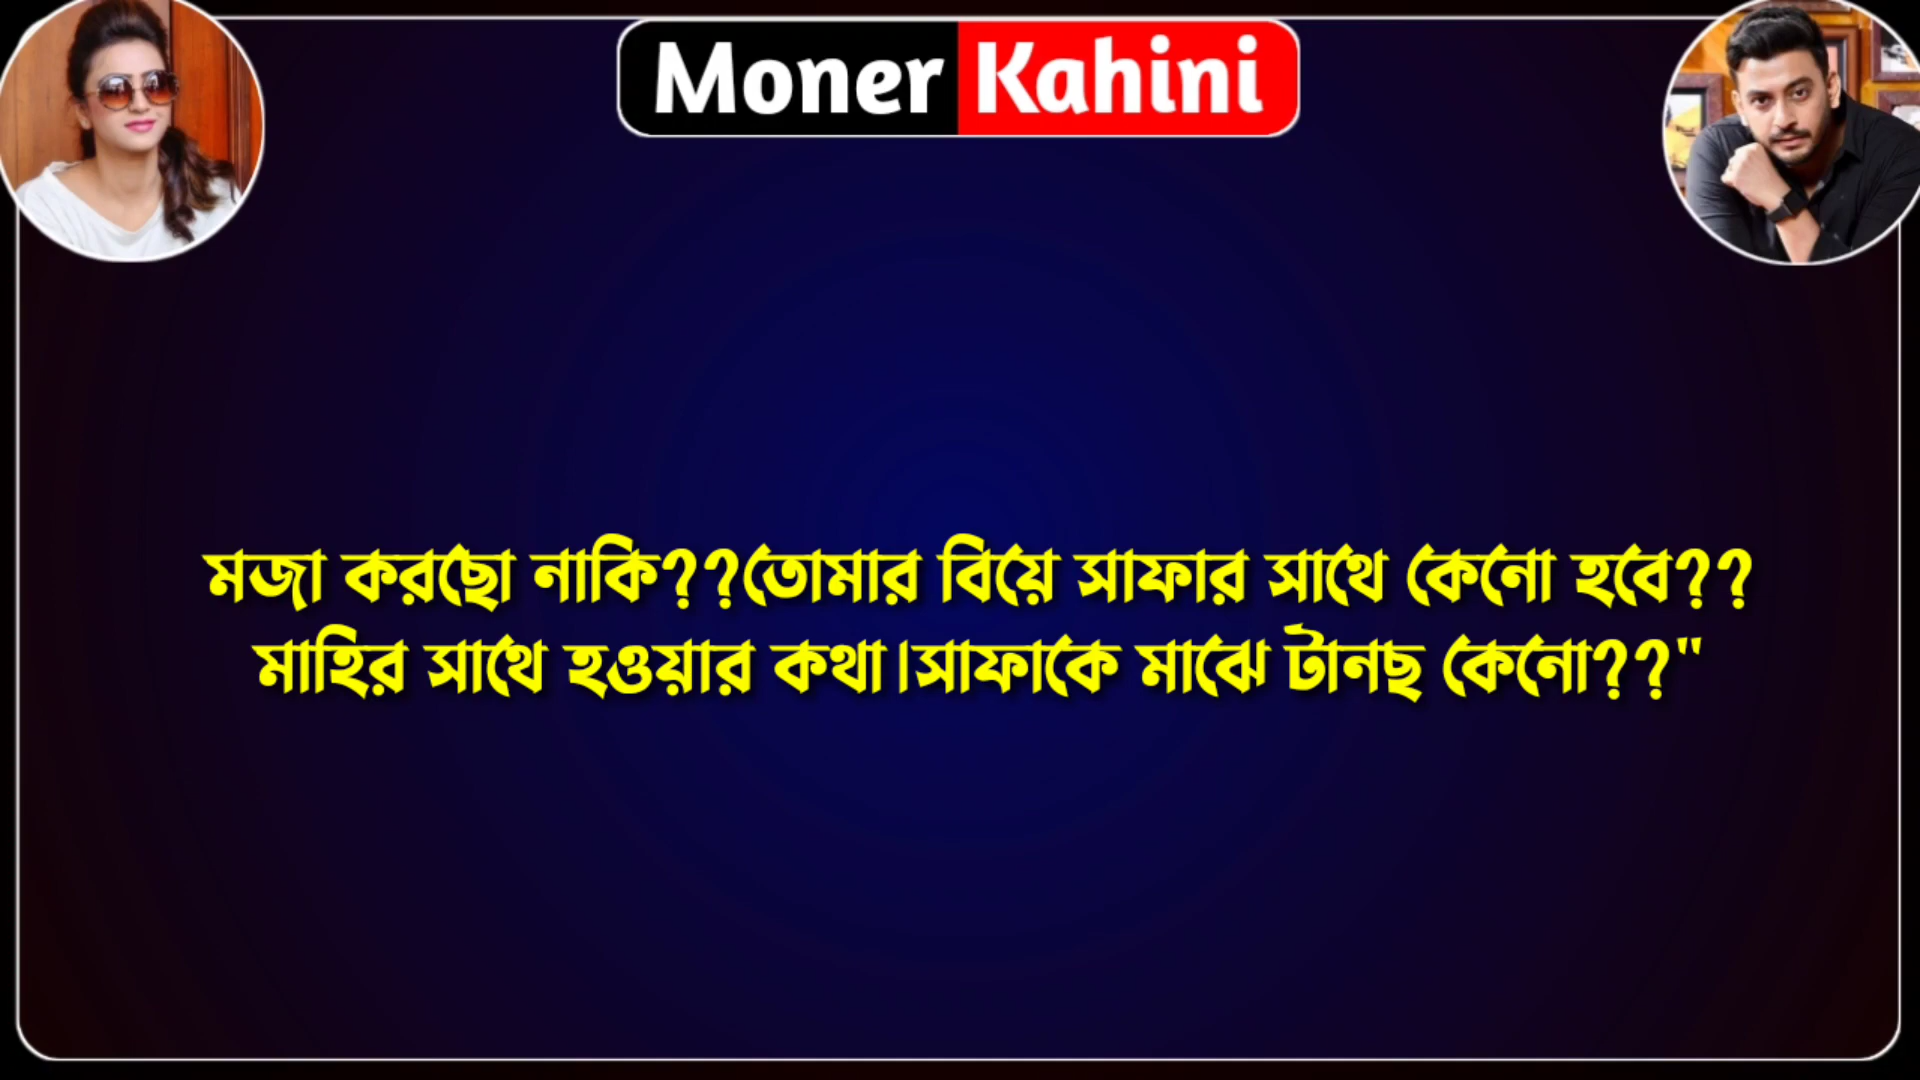 Moner Kahini
মজা করছো নাকি??তোমার বিয়ে সাফার সাথে কেনো হবে??
মাহির সাথে হওয়ার কথা।সাফাকে মাঝে টানছ কেনো??"